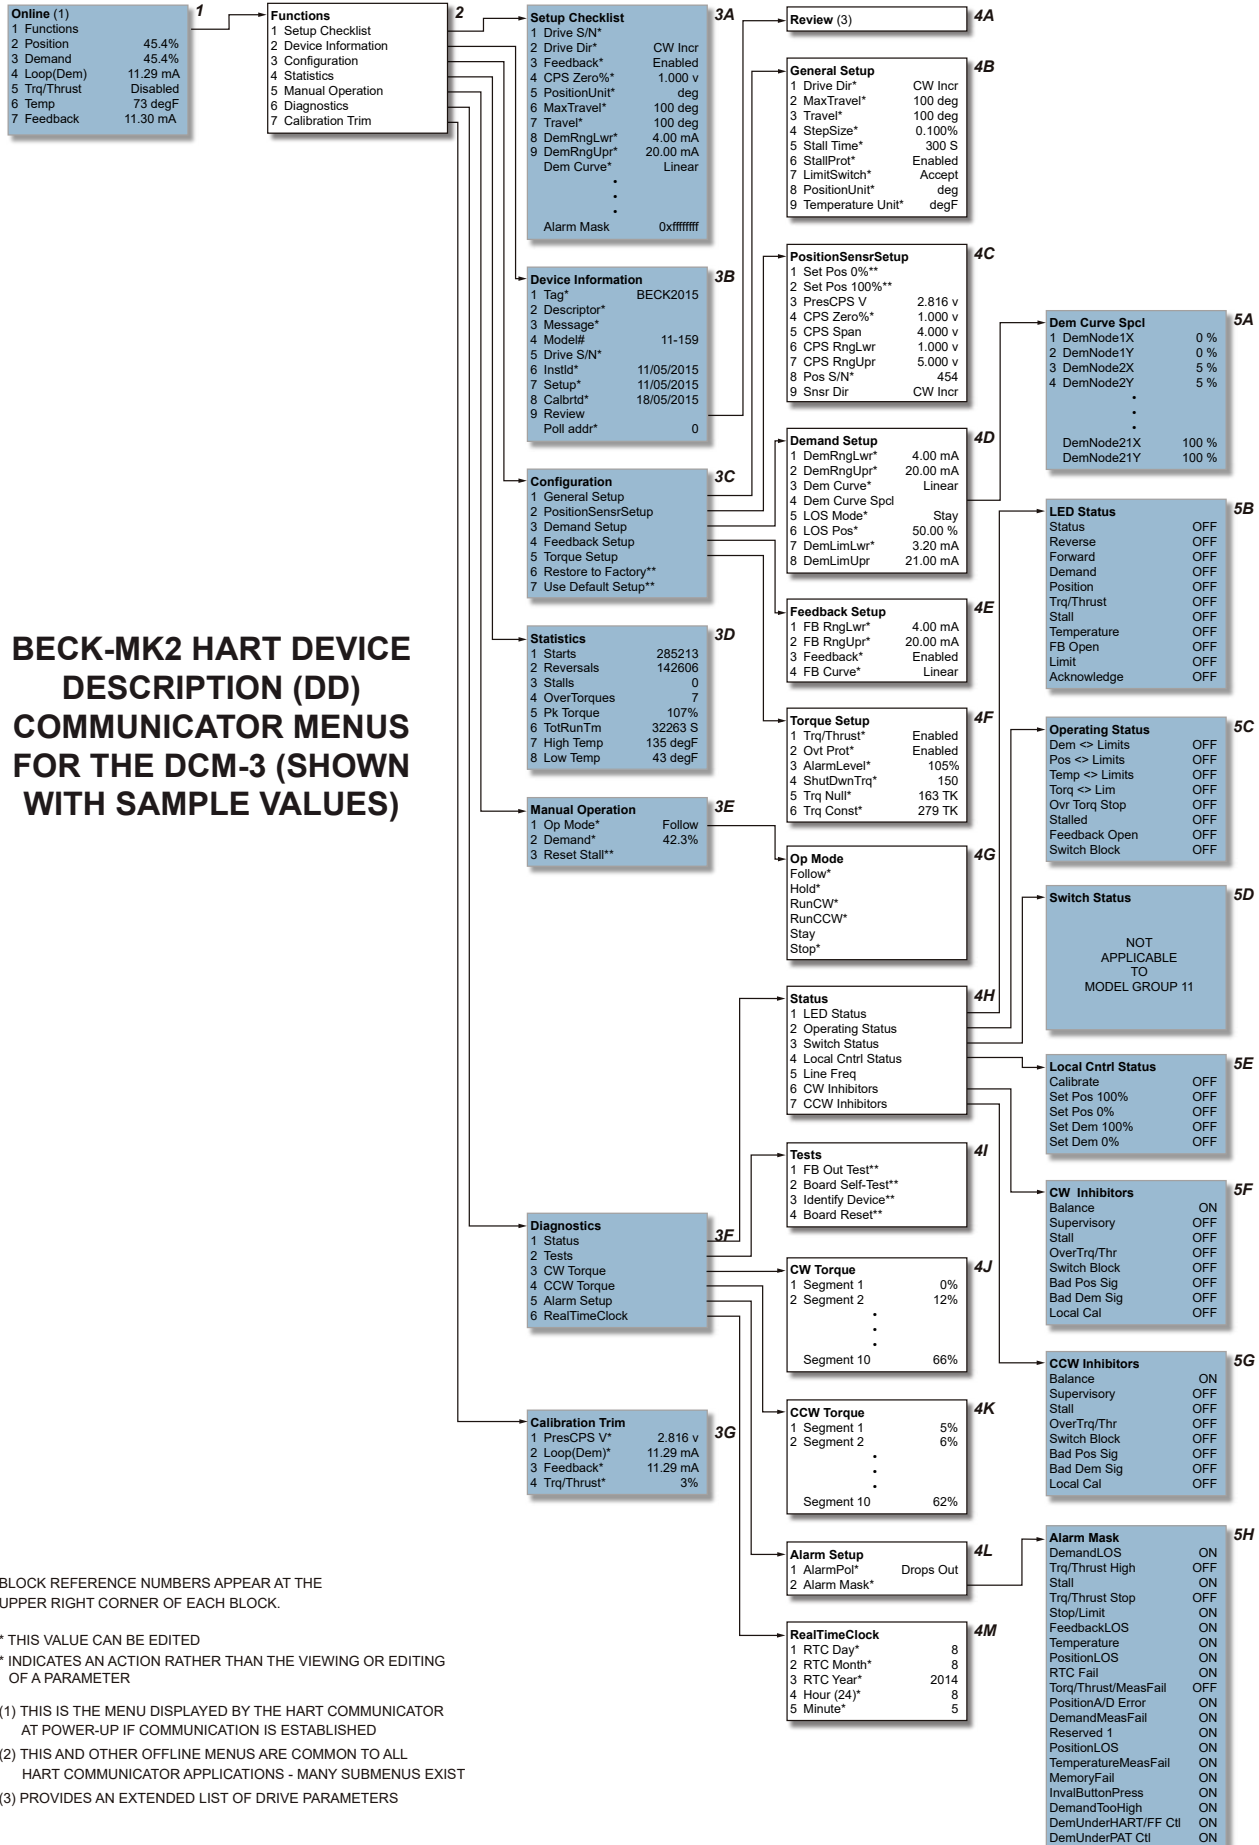 Online (1)
1 Functions
2 Position 45.4%
3 Demand 45.4%
4 Loop(Dem) 11.29 mA
5 Trq/Thrust Disabled
6 Temp 73 degF
7 Feedback 11.30 mA
1
Functions
1 Setup Checklist
2 Device Information
3 Configuration
4 Statistics
5 Manual Operation
6 Diagnostics
7 Calibration Trim
2
Setup Checklist
1 Drive S/N*
2 Drive Dir* CW Incr
3 Feedback* Enabled
4 CPS Zero%* 1.000 v
5 PositionUnit* deg
6 MaxTravel* 100 deg
7 Travel* 100 deg
8 DemRngLwr* 4.00 mA
9 DemRngUpr* 20.00 mA
Dem Curve* Linear
•
•
•
Alarm Mask 0xffffffff
3A
Device Information
1 Tag* BECK2015
2 Descriptor*
3 Message*
4 Model# 11-159
5 Drive S/N*
6 Instld* 11/05/2015
7 Setup* 11/05/2015
8 Calbrtd* 18/05/2015
9 Review
Poll addr* 0
3B
Configuration
1 General Setup
2 PositionSensrSetup
3 Demand Setup
4 Feedback Setup
5 Torque Setup
6 Restore to Factory**
7 Use Default Setup**
3C
Statistics
1 Starts 285213
2 Reversals 142606
3 Stalls 0
4 OverTorques 7
5 Pk Torque 107%
6 TotRunTm 32263 S
7 High Temp 135 degF
8 Low Temp 43 degF
3D
Manual Operation
1 Op Mode* Follow
2 Demand* 42.3%
3 Reset Stall**
3E
Diagnostics
1 Status
2 Tests
3 CW Torque
4 CCW Torque
5 Alarm Setup
6 RealTimeClock
3F
Calibration Trim
1 PresCPS V* 2.816 v
2 Loop(Dem)* 11.29 mA
3 Feedback* 11.29 mA
4 Trq/Thrust* 3%
3G
Review (3)
4A
General Setup
1 Drive Dir* CW Incr
2 MaxTravel* 100 deg
3 Travel* 100 deg
4 StepSize* 0.100%
5 Stall Time* 300 S
6 StallProt* Enabled
7 LimitSwitch* Accept
8 PositionUnit* deg
9 Temperature Unit* degF
4B
PositionSensrSetup
1 Set Pos 0%**
2 Set Pos 100%**
3 PresCPS V 2.816 v
4 CPS Zero%* 1.000 v
5 CPS Span 4.000 v
6 CPS RngLwr 1.000 v
7 CPS RngUpr 5.000 v
8 Pos S/N* 454
9 Snsr Dir CW Incr
4C
Demand Setup
1 DemRngLwr* 4.00 mA
2 DemRngUpr* 20.00 mA
3 Dem Curve* Linear
4 Dem Curve Spcl
5 LOS Mode* Stay
6 LOS Pos* 50.00 %
7 DemLimLwr* 3.20 mA
8 DemLimUpr 21.00 mA
4D
Feedback Setup
1 FB RngLwr* 4.00 mA
2 FB RngUpr* 20.00 mA
3 Feedback* Enabled
4 FB Curve* Linear
4E
Torque Setup
1 Trq/Thrust* Enabled
2 Ovt Prot* Enabled
3 AlarmLevel* 105%
4 ShutDwnTrq* 150
5 Trq Null* 163 TK
6 Trq Const* 279 TK
4F
Op Mode
Follow*
Hold*
RunCW*
RunCCW*
Stay
Stop*
4G
Status
1 LED Status
2 Operating Status
3 Switch Status
4 Local Cntrl Status
5 Line Freq
6 CW Inhibitors
7 CCW Inhibitors
4H
Tests
1 FB Out Test**
2 Board Self-Test**
3 Identify Device**
4 Board Reset**
4I
CW Torque
1 Segment 1 0%
2 Segment 2 12%
•
•
•
Segment 10 66%
4J
CCW Torque
1 Segment 1 5%
2 Segment 2 6%
•
•
•
Segment 10 62%
4K
Alarm Setup
1 AlarmPol* Drops Out
2 Alarm Mask*
4L
RealTimeClock
1 RTC Day* 8
2 RTC Month* 8
3 RTC Year* 2014
4 Hour (24)* 8
5 Minute* 5
4M
Dem Curve Spcl
1 DemNode1X 0 %
2 DemNode1Y 0 %
3 DemNode2X 5 %
4 DemNode2Y 5 %
•
•
•
DemNode21X 100 %
DemNode21Y 100 %
5A
LED Status
Status OFF
Reverse OFF
Forward OFF
Demand OFF
Position OFF
Trq/Thrust OFF
Stall OFF
Temperature OFF
FB Open OFF
Limit OFF
Acknowledge OFF
5B
Operating Status
Dem <> Limits OFF
Pos <> Limits OFF
Temp <> Limits OFF
Torq <> Lim OFF
Ovr Torq Stop OFF
Stalled OFF
Feedback Open OFF
Switch Block OFF
5C
Switch Status
NOT
APPLICABLE
TO
MODEL GROUP 11
5D
Local Cntrl Status
Calibrate OFF
Set Pos 100% OFF
Set Pos 0% OFF
Set Dem 100% OFF
Set Dem 0% OFF
5E
CW Inhibitors
Balance ON
Supervisory OFF
Stall OFF
OverTrq/Thr OFF
Switch Block OFF
Bad Pos Sig OFF
Bad Dem Sig OFF
Local Cal OFF
5F
CCW Inhibitors
Balance ON
Supervisory OFF
Stall OFF
OverTrq/Thr OFF
Switch Block OFF
Bad Pos Sig OFF
Bad Dem Sig OFF
Local Cal OFF
5G
Alarm Mask
DemandLOS ON
Trq/Thrust High OFF
Stall ON
Trq/Thrust Stop OFF
Stop/Limit ON
FeedbackLOS ON
Temperature ON
PositionLOS ON
RTC Fail ON
Torq/Thrust/MeasFail OFF
PositionA/D Error ON
DemandMeasFail ON
Reserved 1 ON
PositionLOS ON
TemperatureMeasFail ON
MemoryFail ON
InvalButtonPress ON
DemandTooHigh ON
DemUnderHART/FF Ctl ON
DemUnderPAT Ctl ON
5H
BECK-MK2 HART DEVICE
DESCRIPTION (DD)
COMMUNICATOR MENUS
FOR THE DCM-3 (SHOWN
WITH SAMPLE VALUES)
BLOCK REFERENCE NUMBERS APPEAR AT THE
UPPER RIGHT CORNER OF EACH BLOCK.
* THIS VALUE CAN BE EDITED
* INDICATES AN ACTION RATHER THAN THE VIEWING OR EDITING
OF A PARAMETER
(1) THIS IS THE MENU DISPLAYED BY THE HART COMMUNICATOR
AT POWER-UP IF COMMUNICATION IS ESTABLISHED
(2) THIS AND OTHER OFFLINE MENUS ARE COMMON TO ALL
HART COMMUNICATOR APPLICATIONS - MANY SUBMENUS EXIST
(3) PROVIDES AN EXTENDED LIST OF DRIVE PARAMETERS